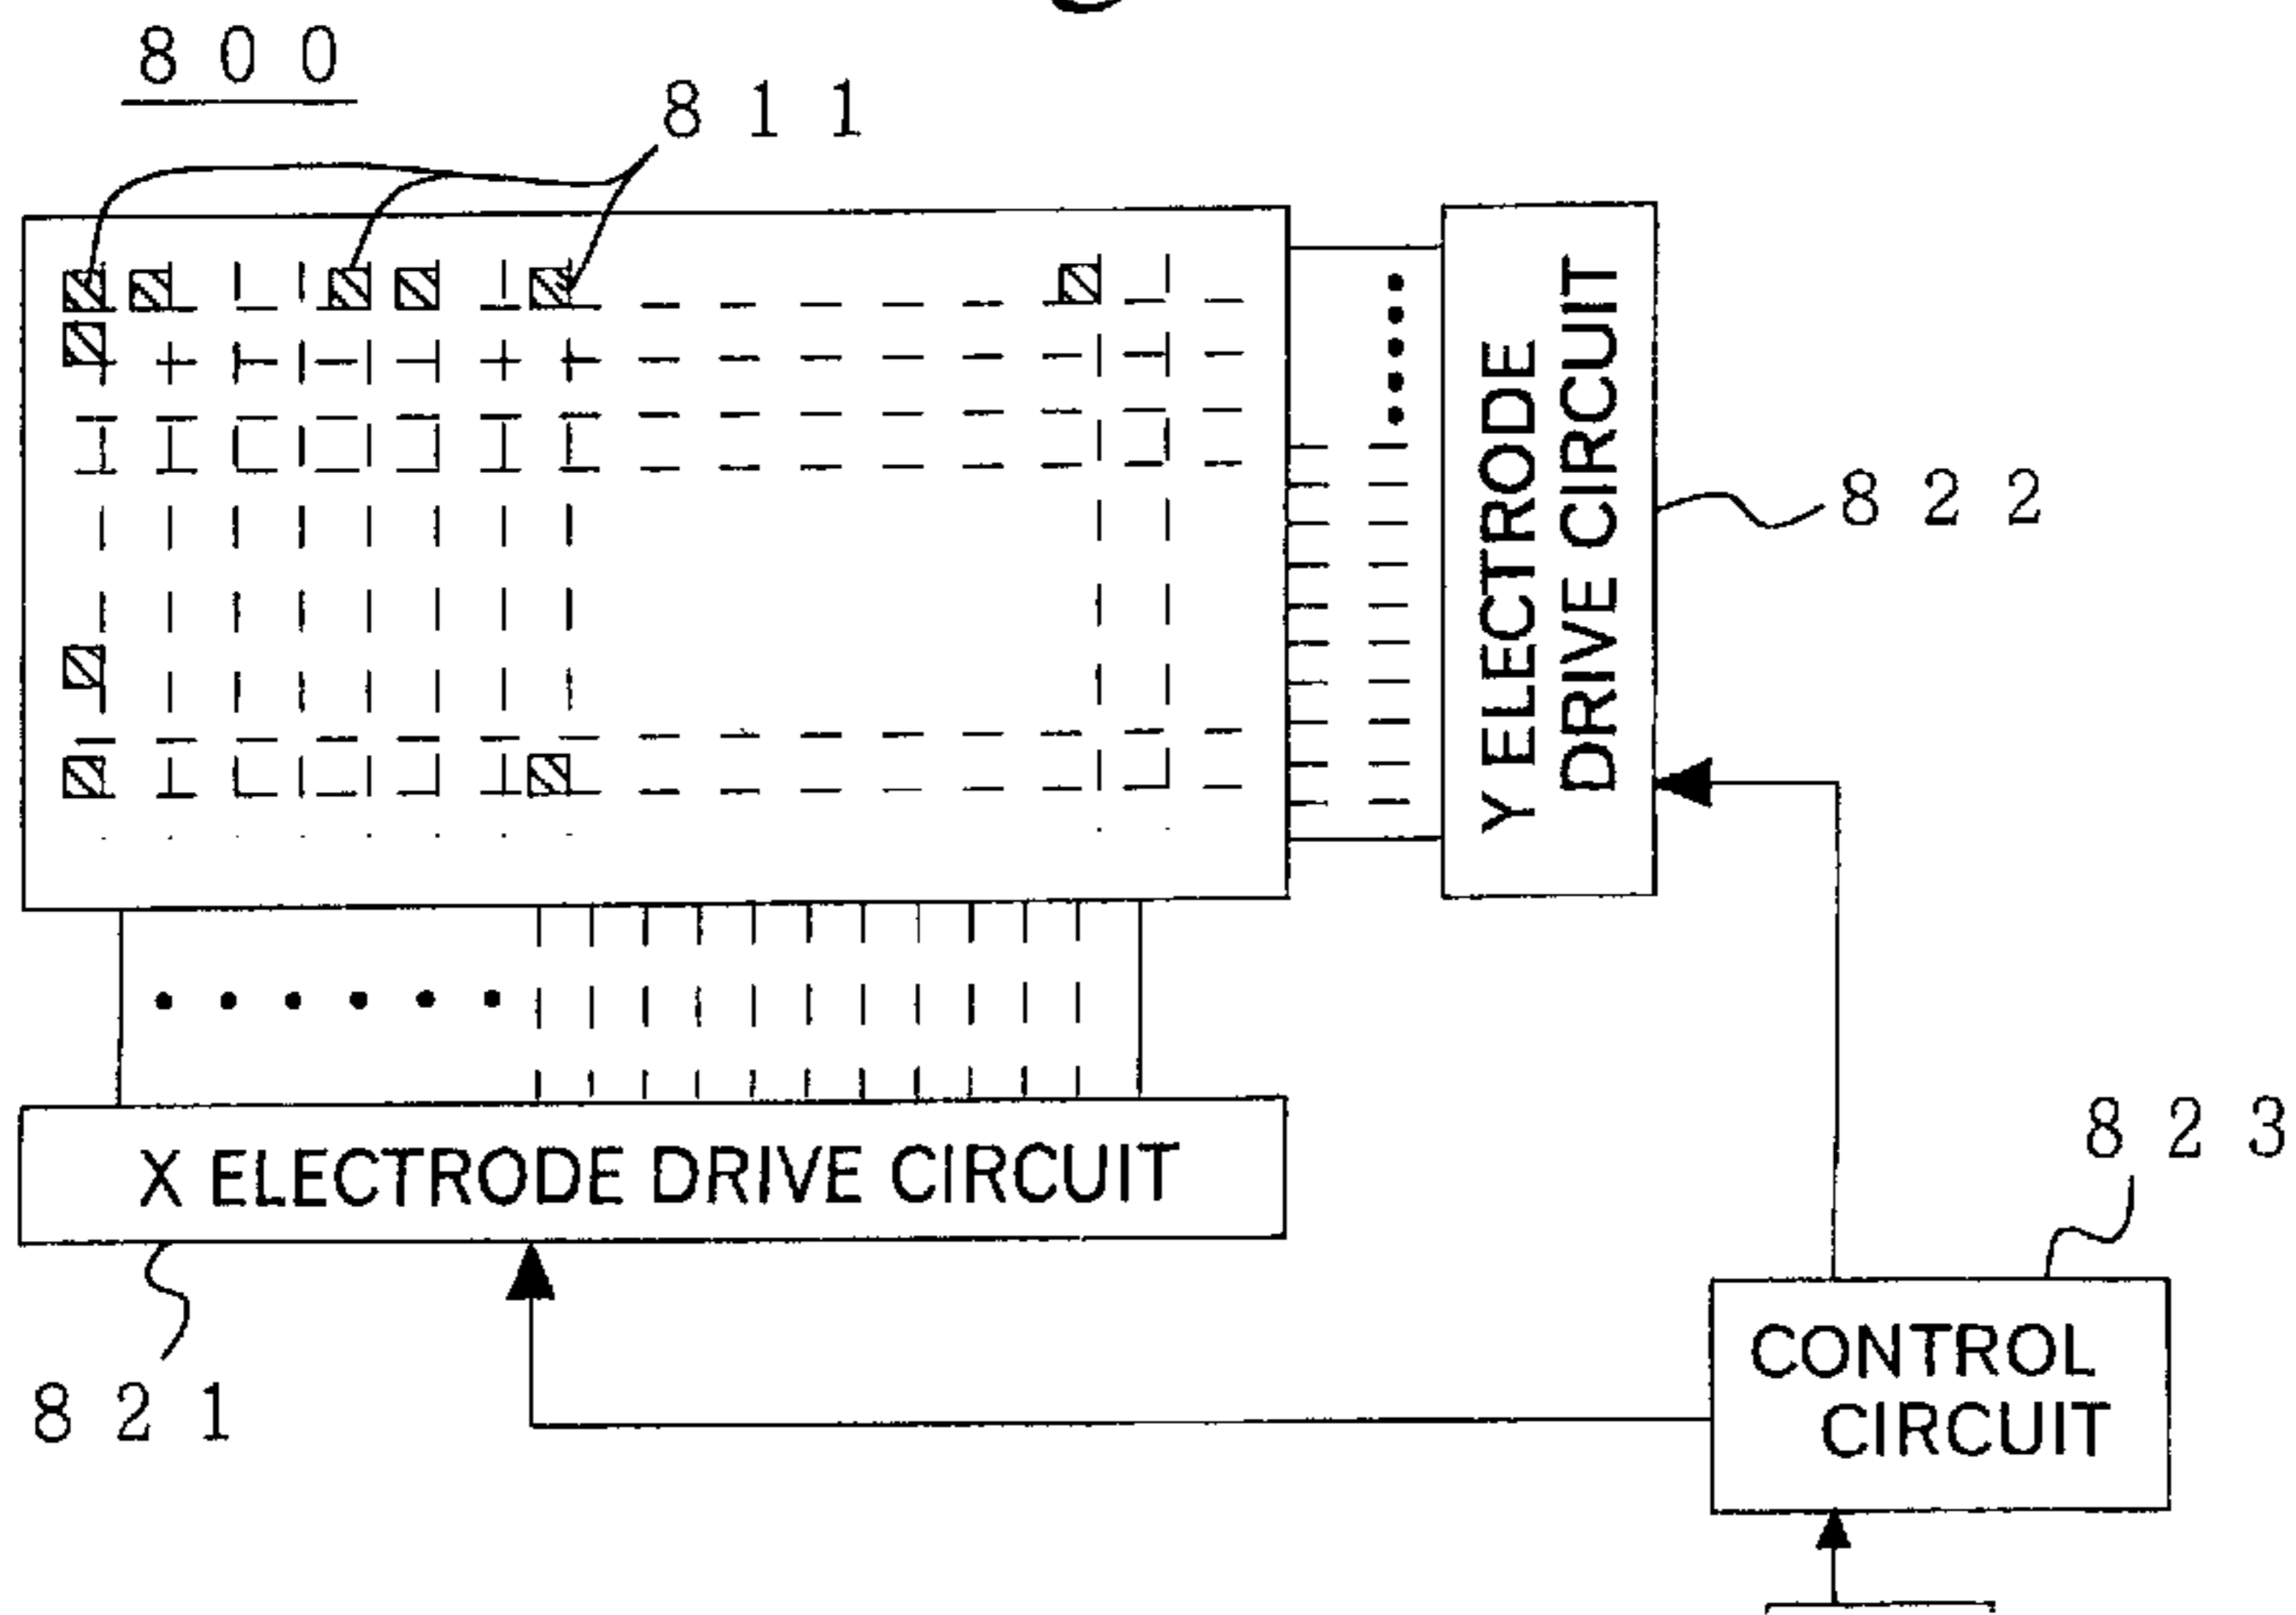 800
811
Y ELECTRODE
DRIVE CIRCUIT
822
X ELECTRODE DRIVE CIRCUIT
821
823
CONTROL
CIRCUIT